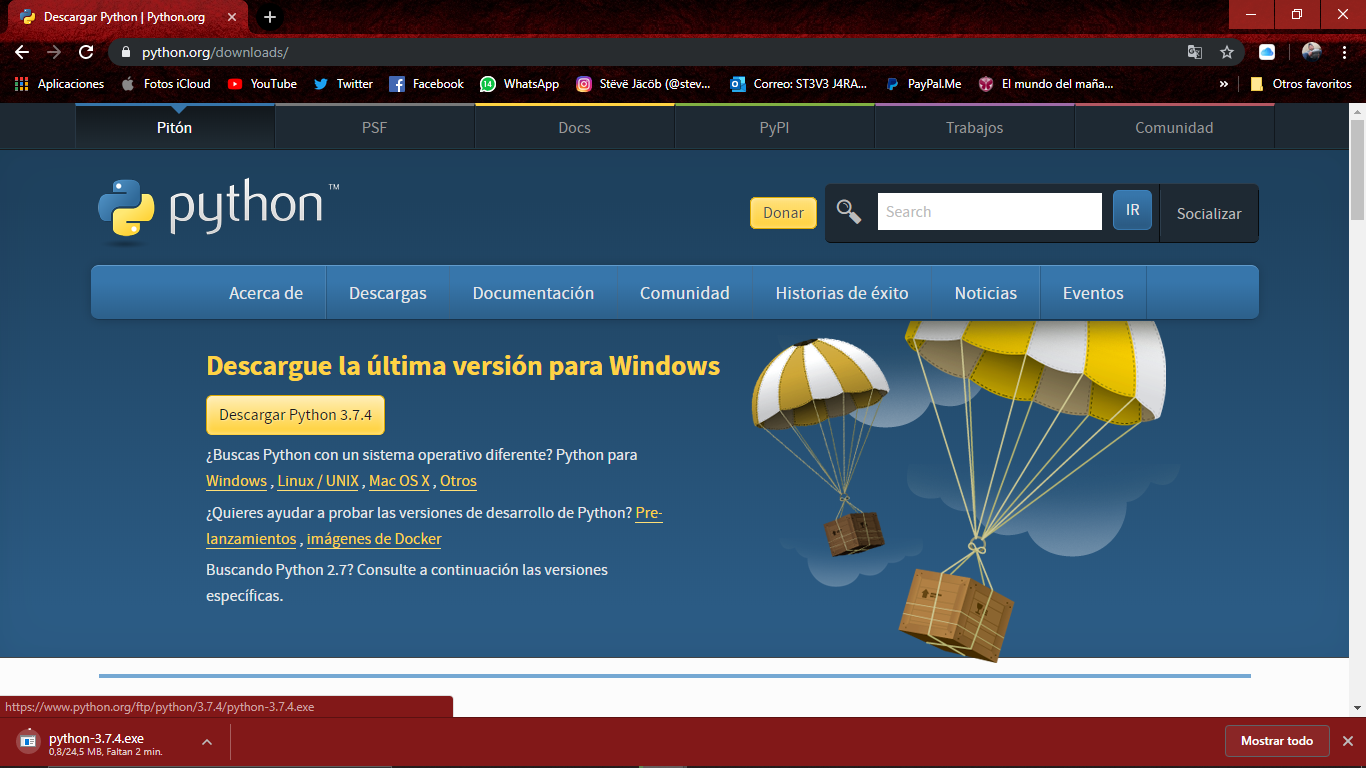 Descargar Python | Python.org
python.org/downloads/
Aplicaciones Fotos iCloud YouTube Twitter Facebook 14 WhatsApp Stëvë Jäcöb (@stev... Correo: ST3V3 J4RA... PayPal.Me El mundo del maña... » Otros favoritos
Pitón PSF Docs PyPI Trabajos Comunidad
python™
Donar Search IR Socializar
Acerca de Descargas Documentación Comunidad Historias de éxito Noticias Eventos
Descargue la última versión para Windows
Descargar Python 3.7.4
¿Buscas Python con un sistema operativo diferente? Python para
Windows , Linux / UNIX , Mac OS X , Otros
¿Quieres ayudar a probar las versiones de desarrollo de Python? Pre-
lanzamientos , imágenes de Docker
Buscando Python 2.7? Consulte a continuación las versiones
específicas.
https://www.python.org/ftp/python/3.7.4/python-3.7.4.exe
python-3.7.4.exe
0,8/24,5 MB, Faltan 2 min.
Mostrar todo